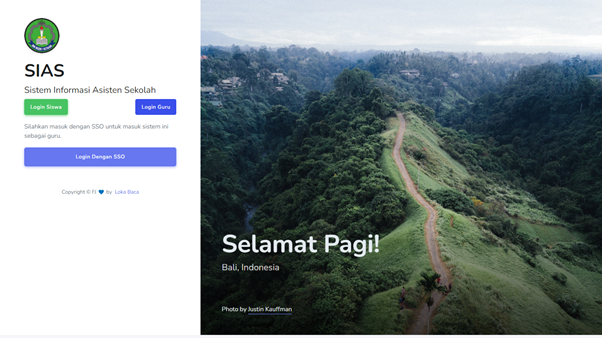 SIAS
Sistem Informasi Asisten Sekolah
Login Siswa
Login Guru
Silahkan masuk dengan SSO untuk masuk sistem ini
sebagai guru.
Login Dengan SSO
by Loka Baca
Selamat Pagi!
Bali, Indonesia
Photo by Justin Kauffman